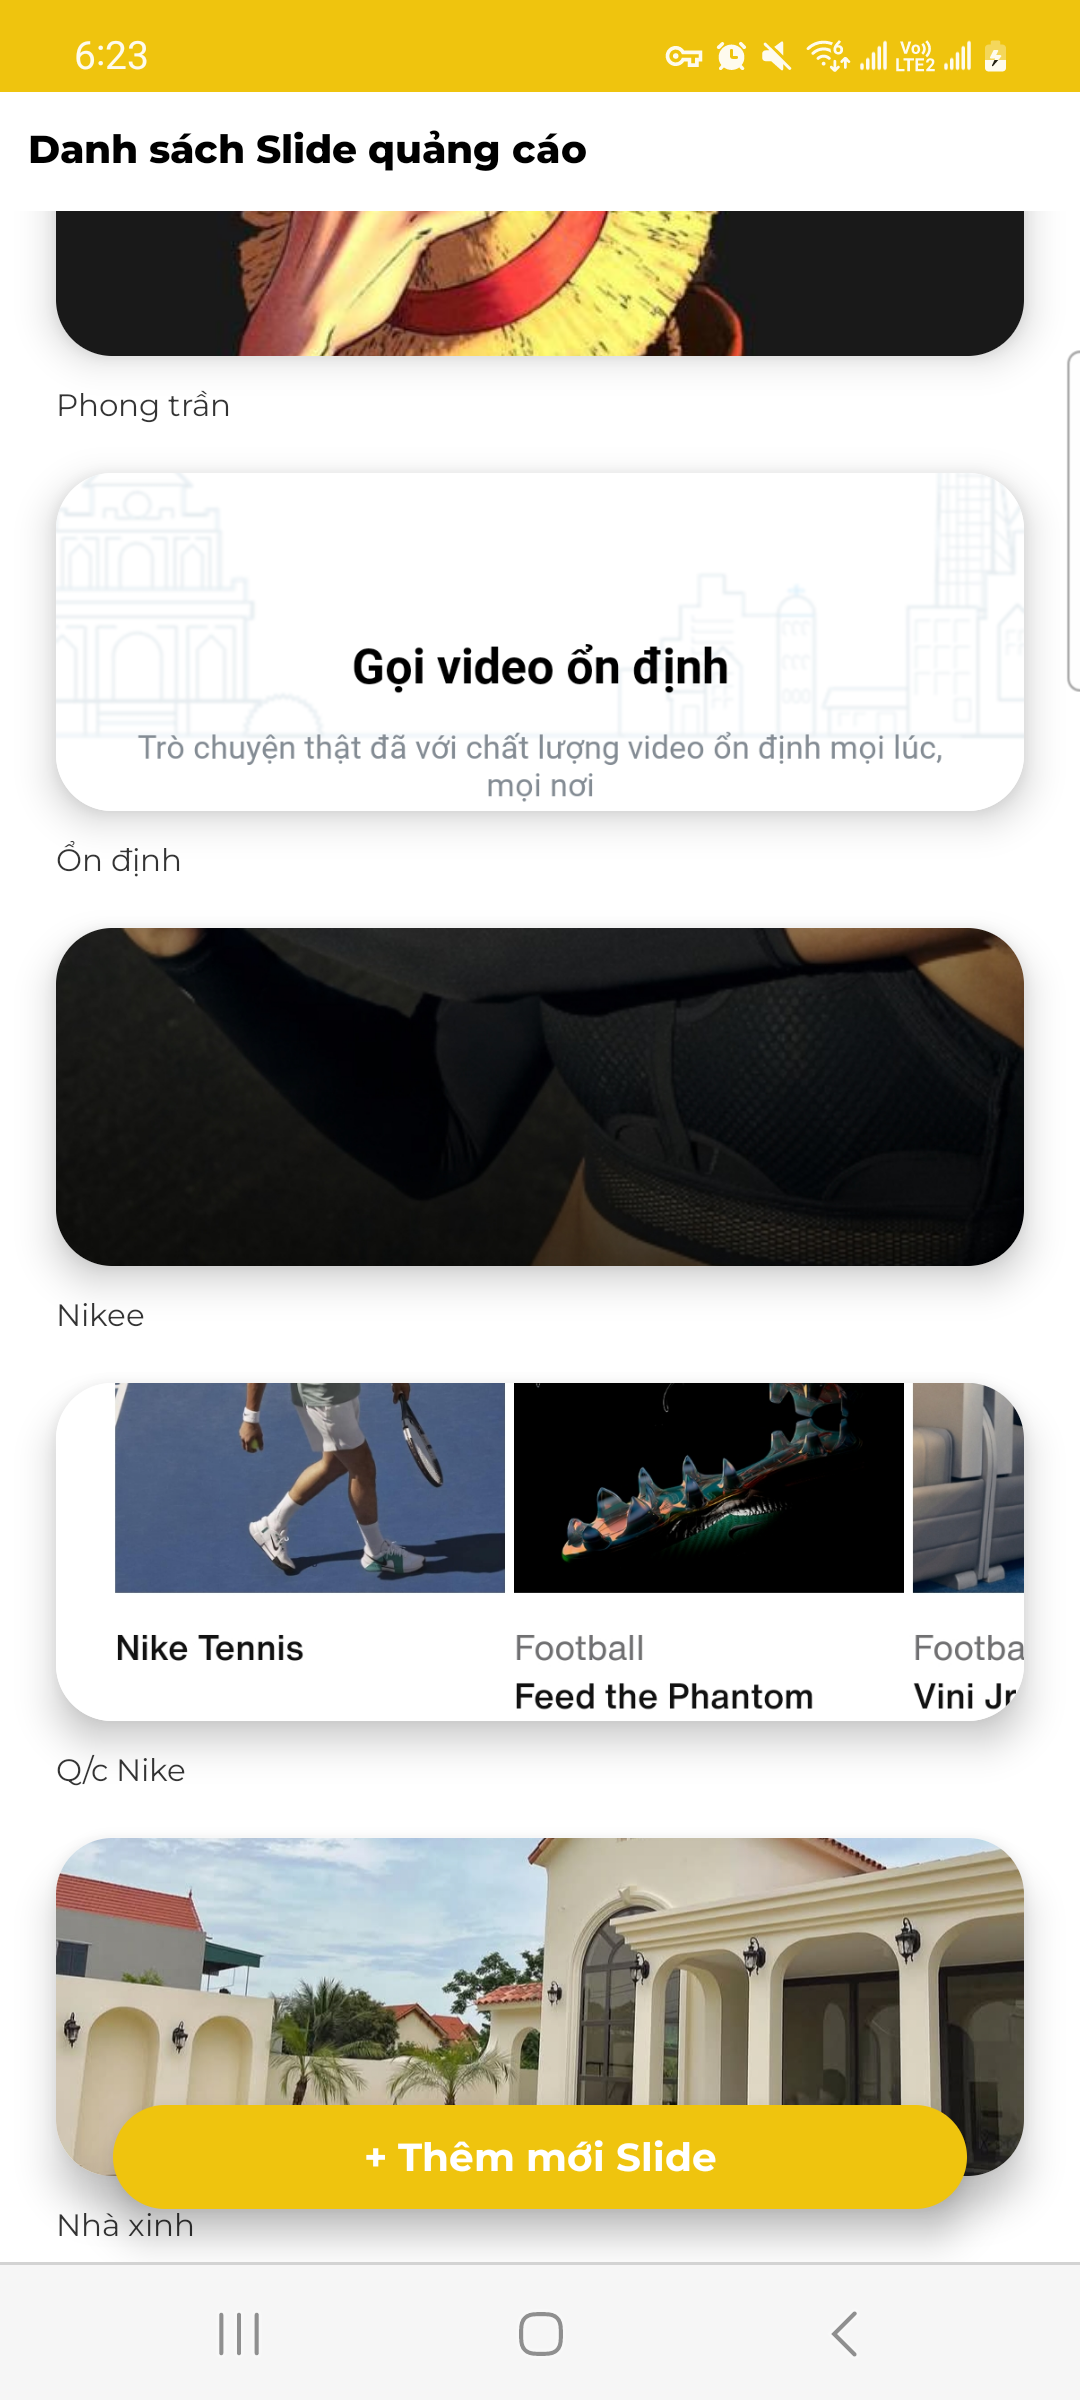 6:23
6
Vo))
LTE2
Danh sách Slide quảng cáo
Phong trần
Gọi video ổn định
Trò chuyện thật đã với chất lượng video ổn định mọi lúc,
mọi nơi
Ổn định
Nikee
Nike Tennis
Football
Feed the Phantom
Footba
Vini Jr
Q/c Nike
+ Thêm mới Slide
Nhà xinh